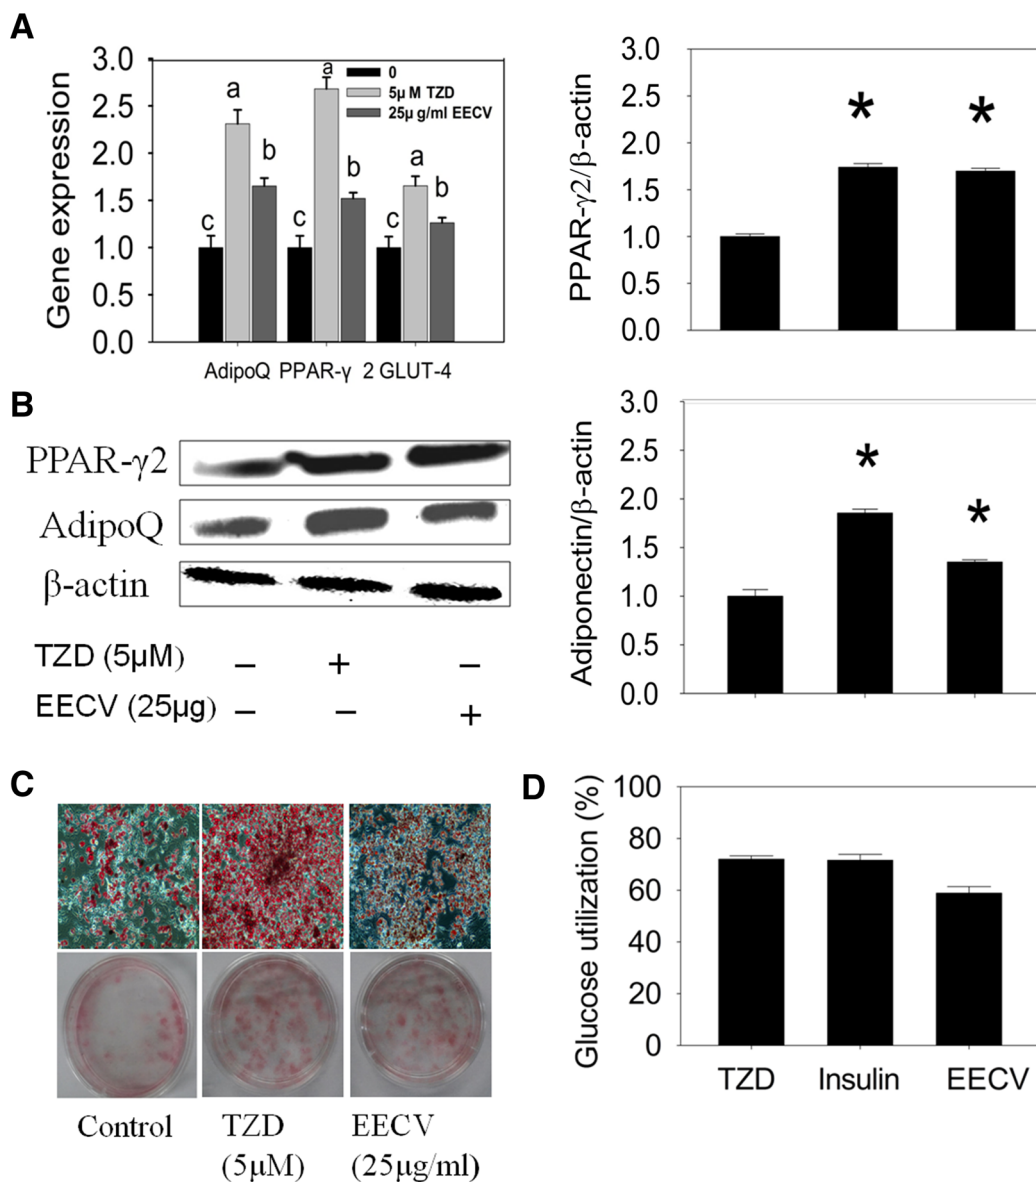 A
Gene expression
3.0
2.5
2.0
1.5
1.0
0.5
0.0
0
5μ M TZD
25μ g/ml EECV
c a b c a b c a b
AdipoQ PPAR-γ 2 GLUT-4
PPAR-γ2/β-actin
3.0
2.5
2.0
1.5
1.0
0.5
0.0
* *
B
PPAR-γ2
AdipoQ
β-actin
TZD (5μM) – + –
EECV (25μg) – – +
Adiponectin/β-actin
3.0
2.0
1.5
1.0
0.5
0.0
* *
C
Control
TZD
(5μM)
EECV
(25μg/ml)
D
Glucose utilization (%)
100
80
60
40
20
0
TZD Insulin EECV